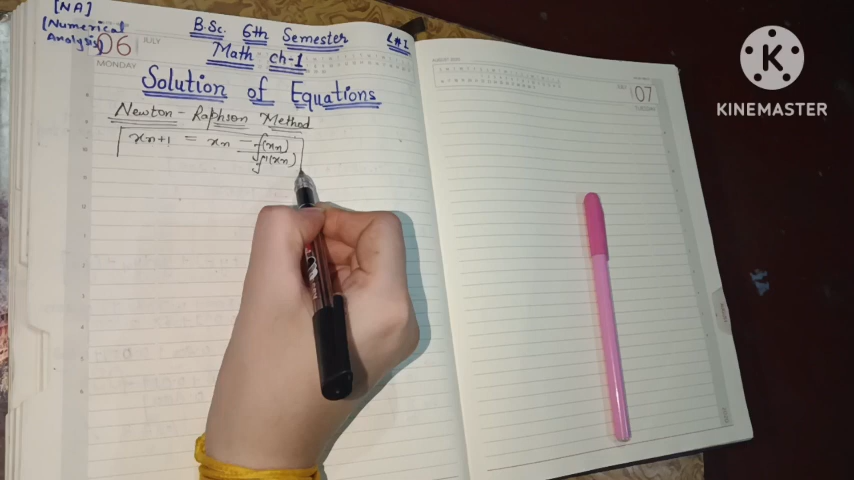 [NA]
[Numerical
Analysis]
06 JULY
MONDAY
B.Sc. 6th Semester
L#1
Math ch-1
Solution of Equations
Newton - Raphson Method
xn+1 = xn - f(xn)
f'(xn)
07
TUESDAY
K
KINEMASTER